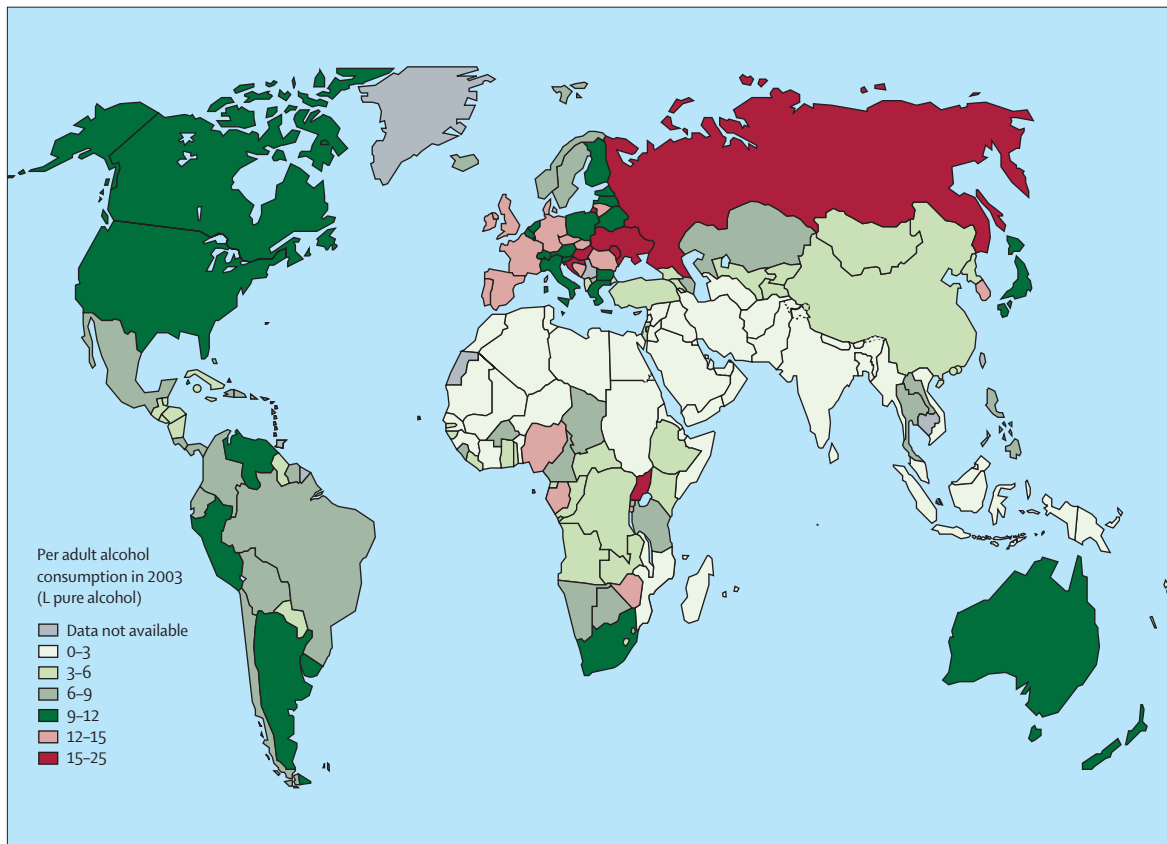 Per adult alcohol
consumption in 2003
(L pure alcohol)
Data not available
0–3
3–6
6–9
9–12
12–15
15–25